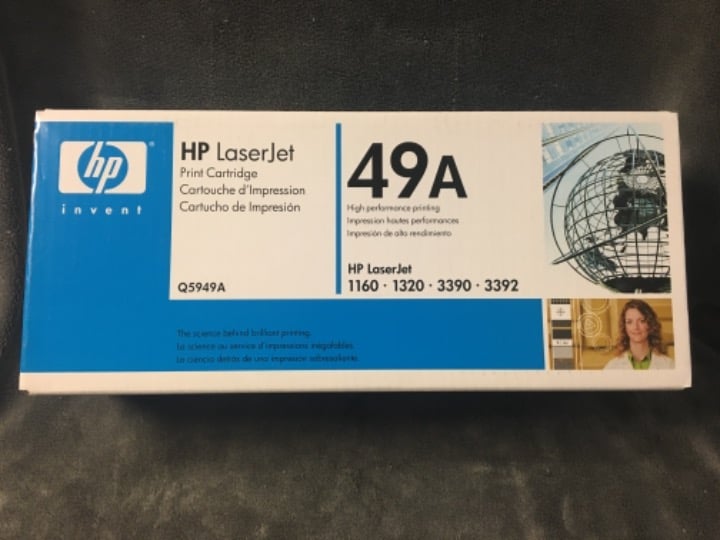 hp
invent
HP LaserJet
Print Cartridge
Cartouche d'Impression
Cartucho de Impresión
Q5949A
49A
High performance printing
Impression hautes performances
Impresión de alto rendimiento
HP LaserJet
1160 · 1320 · 3390 · 3392
The science behind brilliant printing.
La science au service d'impressions inégalables.
La ciencia detrás de una impresión sobresaliente.